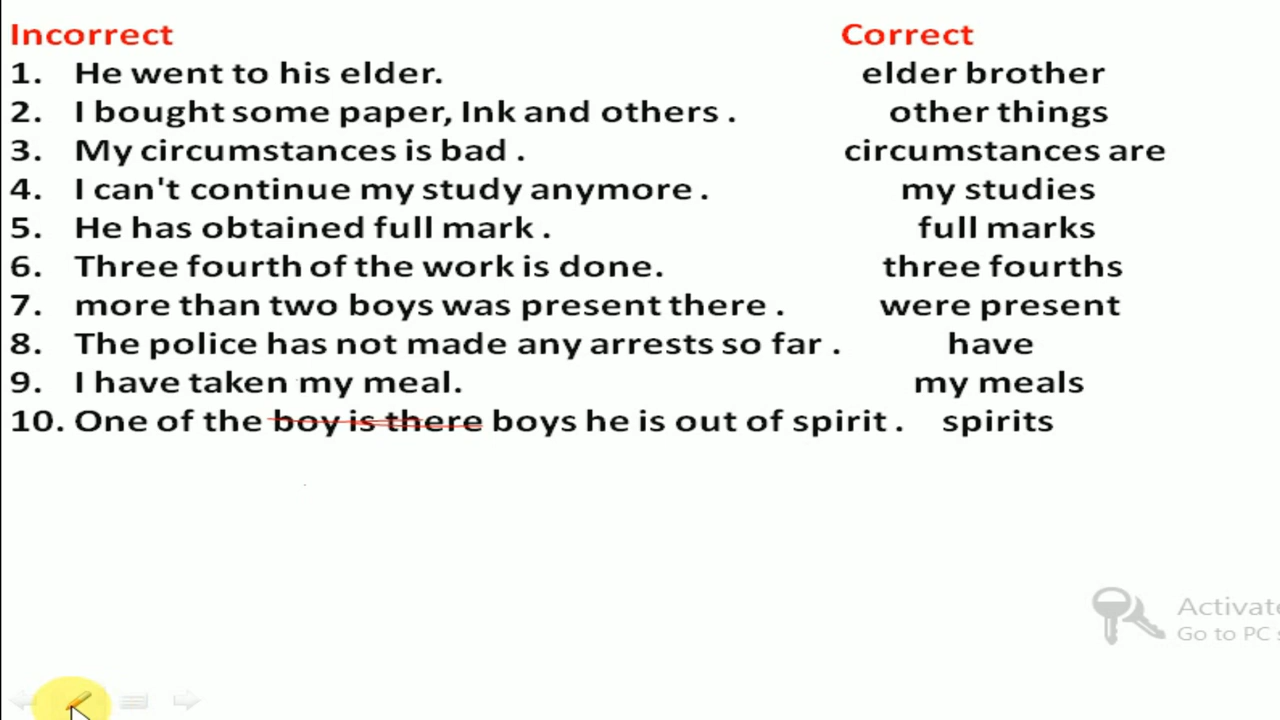 Incorrect Correct
1. He went to his elder. elder brother
2. I bought some paper, Ink and others . other things
3. My circumstances is bad . circumstances are
4. I can't continue my study anymore . my studies
5. He has obtained full mark . full marks
6. Three fourth of the work is done. three fourths
7. more than two boys was present there . were present
8. The police has not made any arrests so far . have
9. I have taken my meal. my meals
10. One of the boy is there boys he is out of spirit . spirits
Activate
Go to PC s